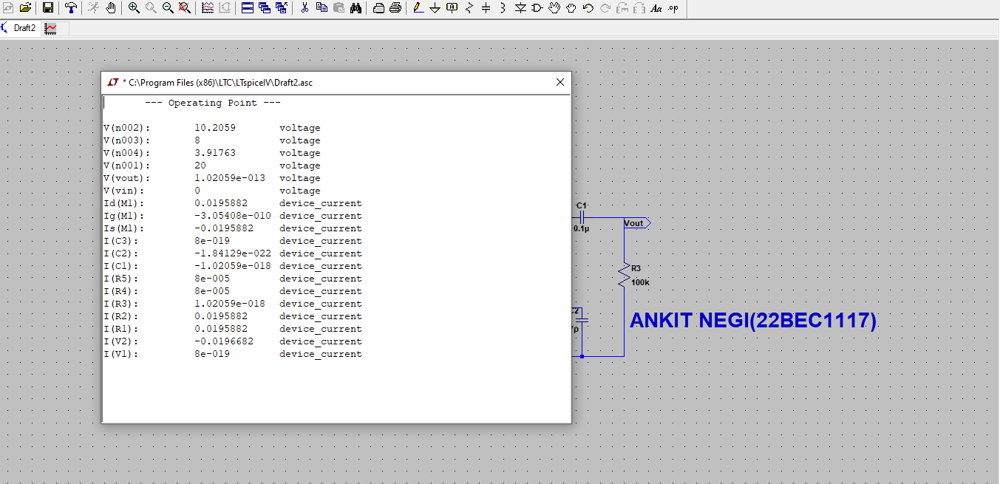 Aa .op
Draft2
* C:\Program Files (x86)\LTC\LTspiceIV\Draft2.asc
--- Operating Point ---
V(n002): 10.2059 voltage
V(n003): 8 voltage
V(n004): 3.91763 voltage
V(n001): 20 voltage
V(vout): 1.02059e-013 voltage
V(vin): 0 voltage
Id(M1): 0.0195882 device_current
Ig(M1): -3.05408e-010 device_current
Is(M1): -0.0195882 device_current
I(C3): 8e-019 device_current
I(C2): -1.84129e-022 device_current
I(C1): -1.02059e-018 device_current
I(R5): 8e-005 device_current
I(R4): 8e-005 device_current
I(R3): 1.02059e-018 device_current
I(R2): 0.0195882 device_current
I(R1): 0.0195882 device_current
I(V2): -0.0196682 device_current
I(V1): 8e-019 device_current
C1
0.1µ
Vout
R3
100k
ANKIT NEGI(22BEC1117)